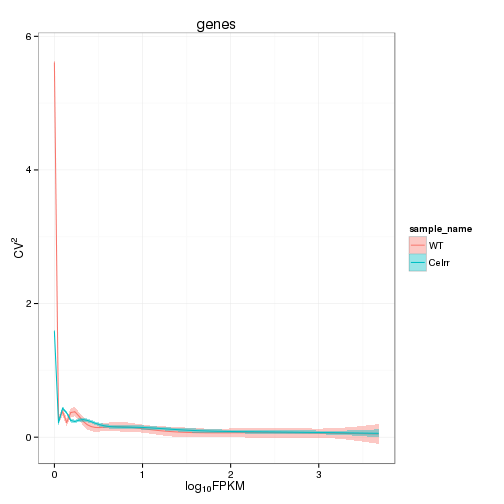 genes
6
4
2
0
CV²
0 1 2 3
log₁₀FPKM
sample_name
WT
Celrr